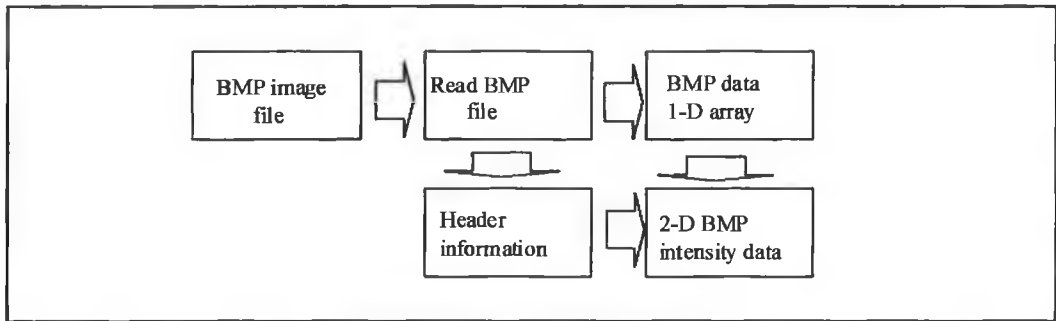 BMP image
file
Read BMP
file
BMP data
1-D array
Header
information
2-D BMP
intensity data